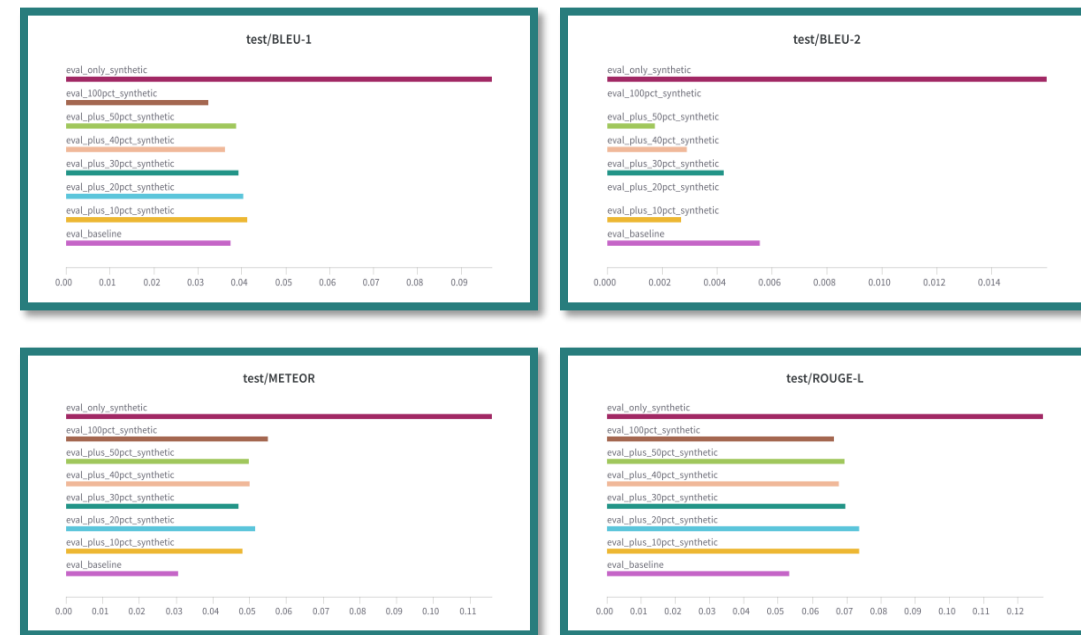 test/BLEU-1
eval_only_synthetic
eval_100pct_synthetic
eval_plus_50pct_synthetic
eval_plus_40pct_synthetic
eval_plus_30pct_synthetic
eval_plus_20pct_synthetic
eval_plus_10pct_synthetic
eval_baseline
0.00 0.01 0.02 0.03 0.04 0.05 0.06 0.07 0.08 0.09
test/BLEU-2
eval_only_synthetic
eval_100pct_synthetic
eval_plus_50pct_synthetic
eval_plus_40pct_synthetic
eval_plus_30pct_synthetic
eval_plus_20pct_synthetic
eval_plus_10pct_synthetic
eval_baseline
0.000 0.002 0.004 0.006 0.008 0.010 0.012 0.014
test/METEOR
eval_only_synthetic
eval_100pct_synthetic
eval_plus_50pct_synthetic
eval_plus_40pct_synthetic
eval_plus_30pct_synthetic
eval_plus_20pct_synthetic
eval_plus_10pct_synthetic
eval_baseline
0.00 0.01 0.02 0.03 0.04 0.05 0.06 0.07 0.08 0.09 0.10 0.11
test/ROUGE-L
eval_only_synthetic
eval_100pct_synthetic
eval_plus_50pct_synthetic
eval_plus_40pct_synthetic
eval_plus_30pct_synthetic
eval_plus_20pct_synthetic
eval_plus_10pct_synthetic
eval_baseline
0.00 0.01 0.02 0.03 0.04 0.05 0.06 0.07 0.08 0.09 0.10 0.11 0.12